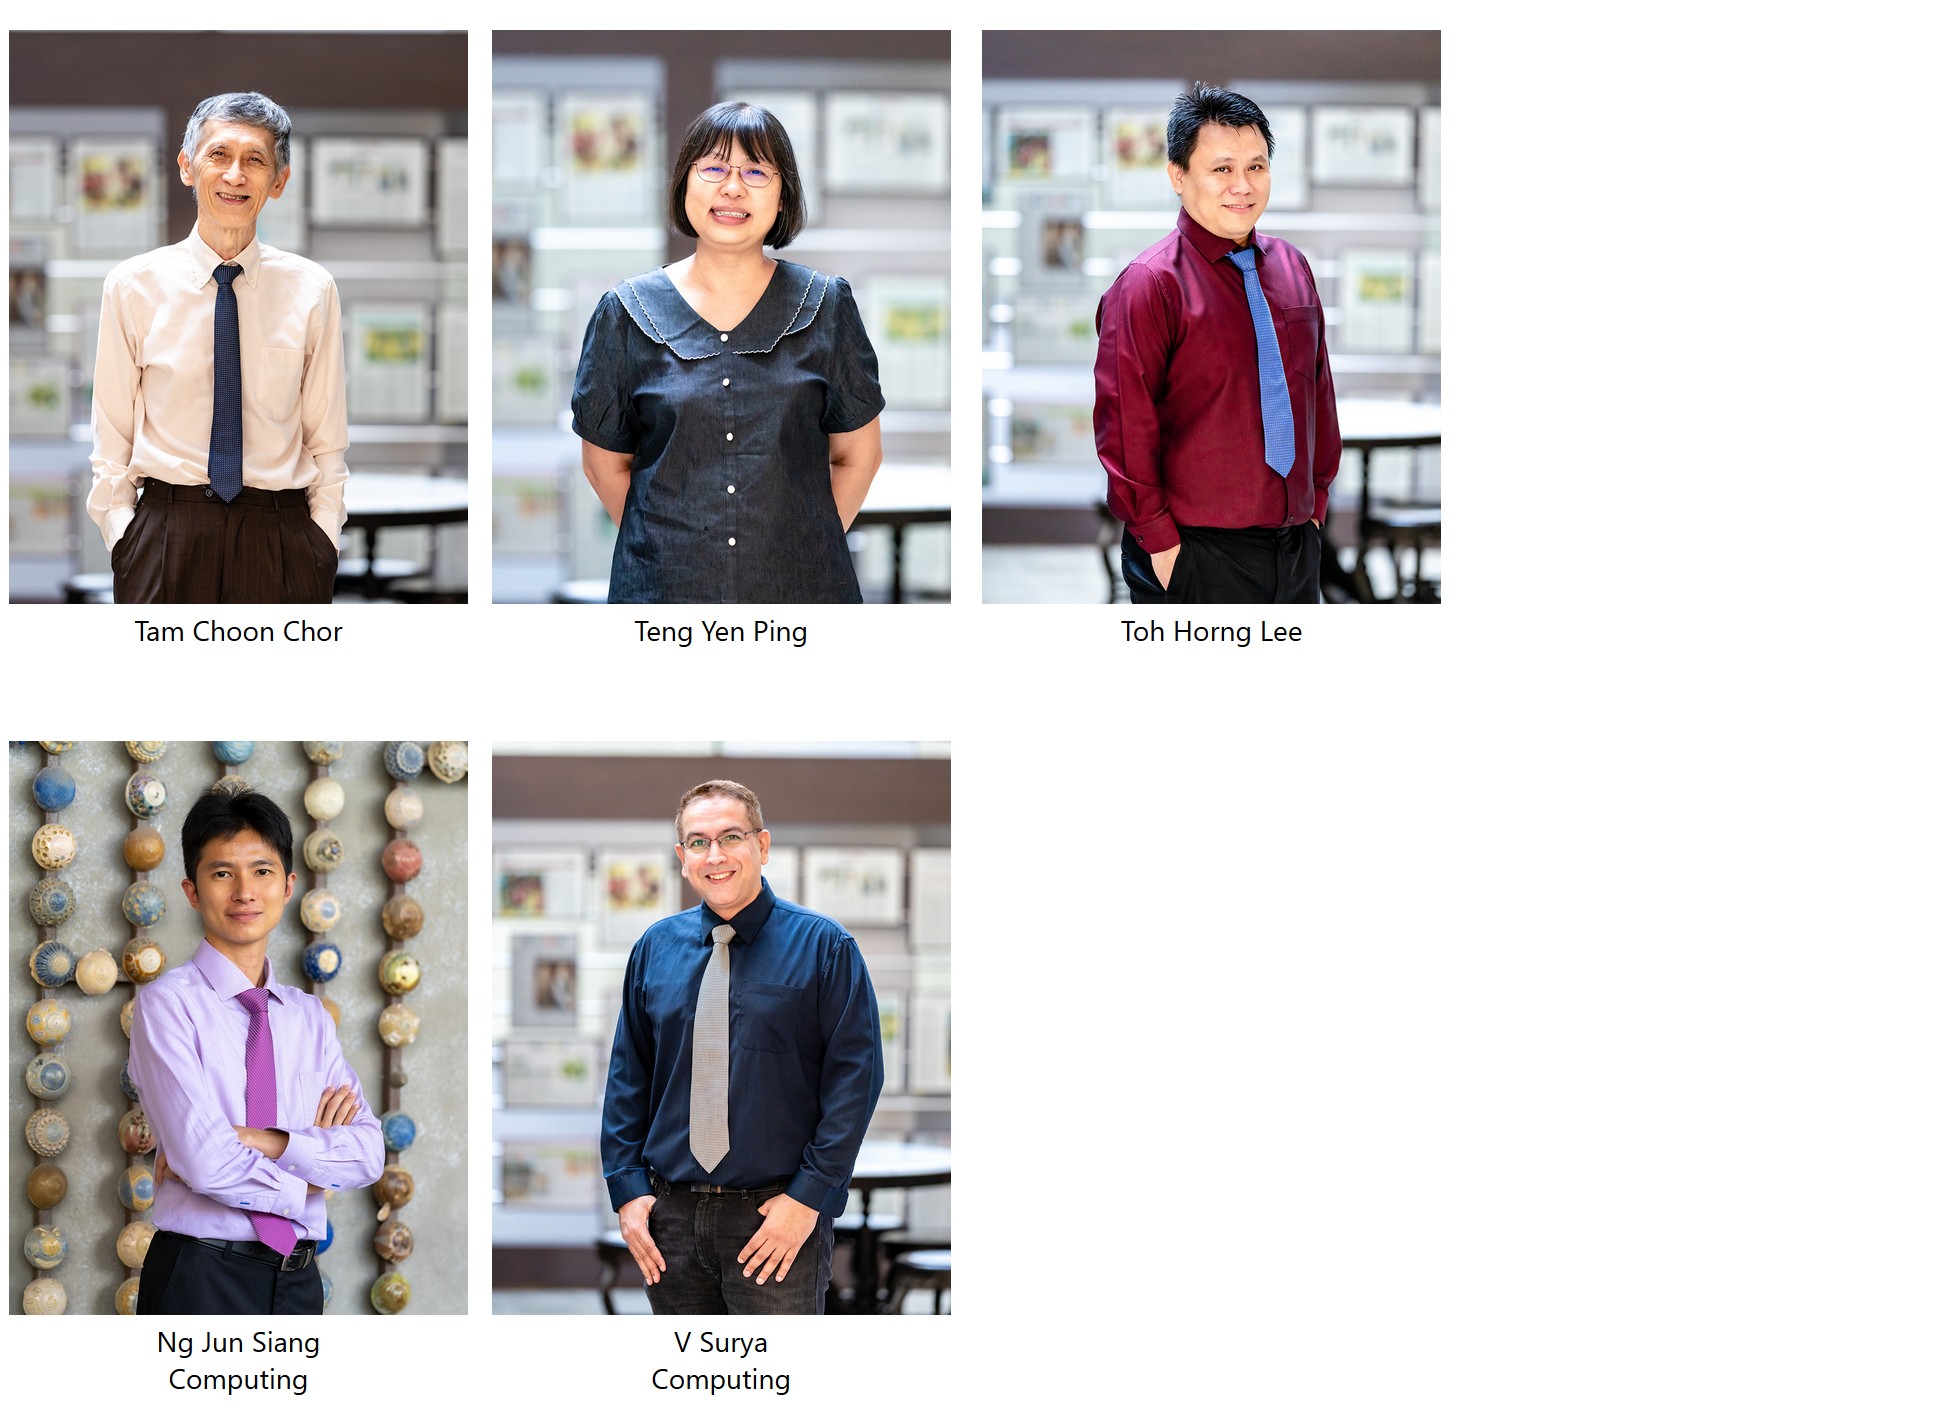 Tam Choon Chor
Teng Yen Ping
Toh Horng Lee
Ng Jun Siang
Computing
V Surya
Computing